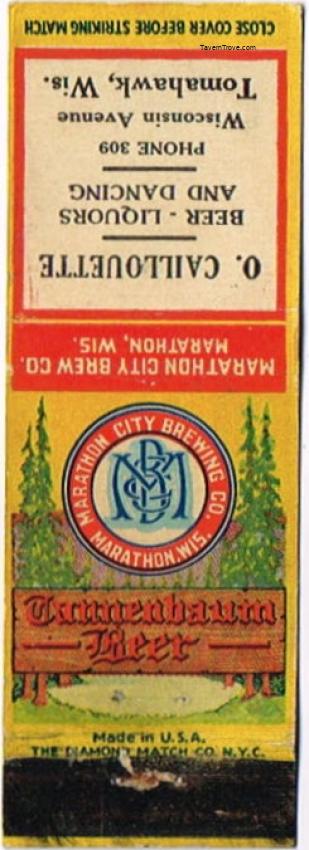 CLOSE COVER BEFORE STRIKING MATCH
TavernTrove.com
O. CAILLOUETTE
BEER - LIQUORS
AND DANCING
PHONE 309
Wisconsin Avenue
Tomahawk, Wis.
MARATHON CITY BREW CO.
MARATHON, WIS.
MARATHON CITY BREWING CO.
MCBC
MARATHON, WIS.
Tannenbaum
Beer
Made in U.S.A.
THE DIAMOND MATCH CO. N.Y.C.